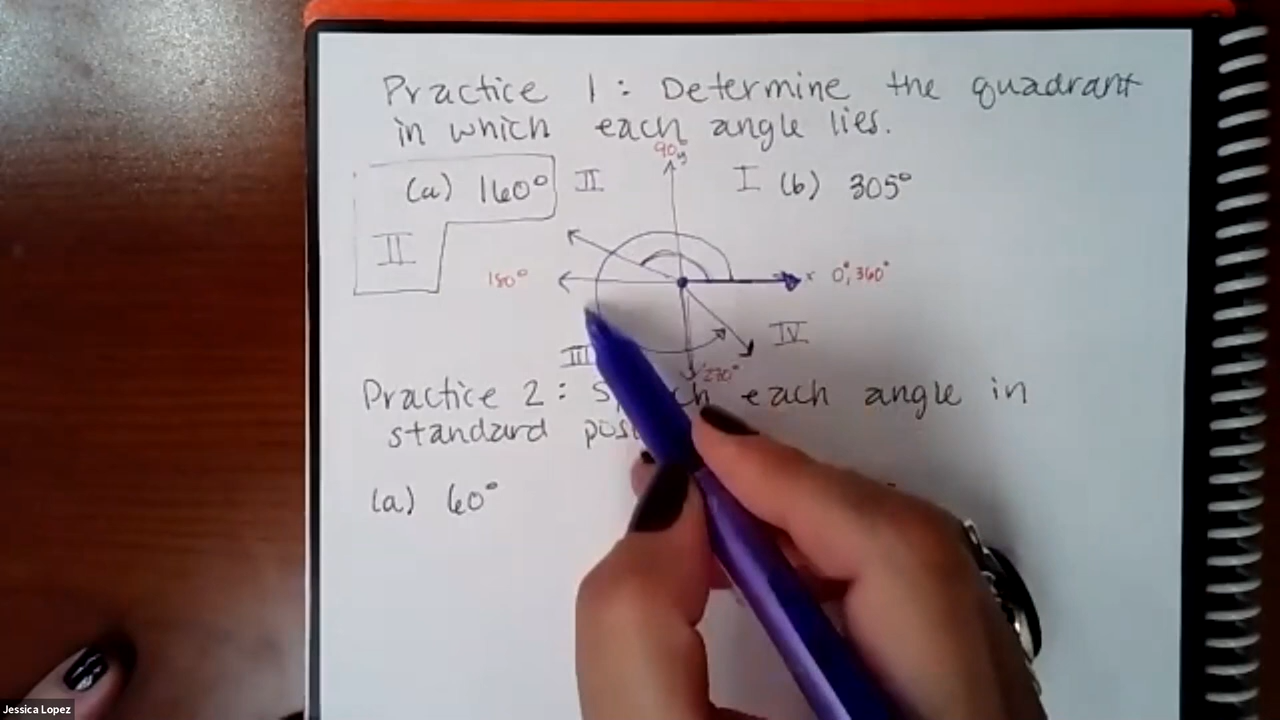 Practice 1: Determine the quadrant
in which each angle lies.
90°
y
(a) 160° II
I (b) 305°
II
180°
x 0°, 360°
III
IV
270°
Practice 2: each angle in
standard
(a) 60°
Jessica Lopez